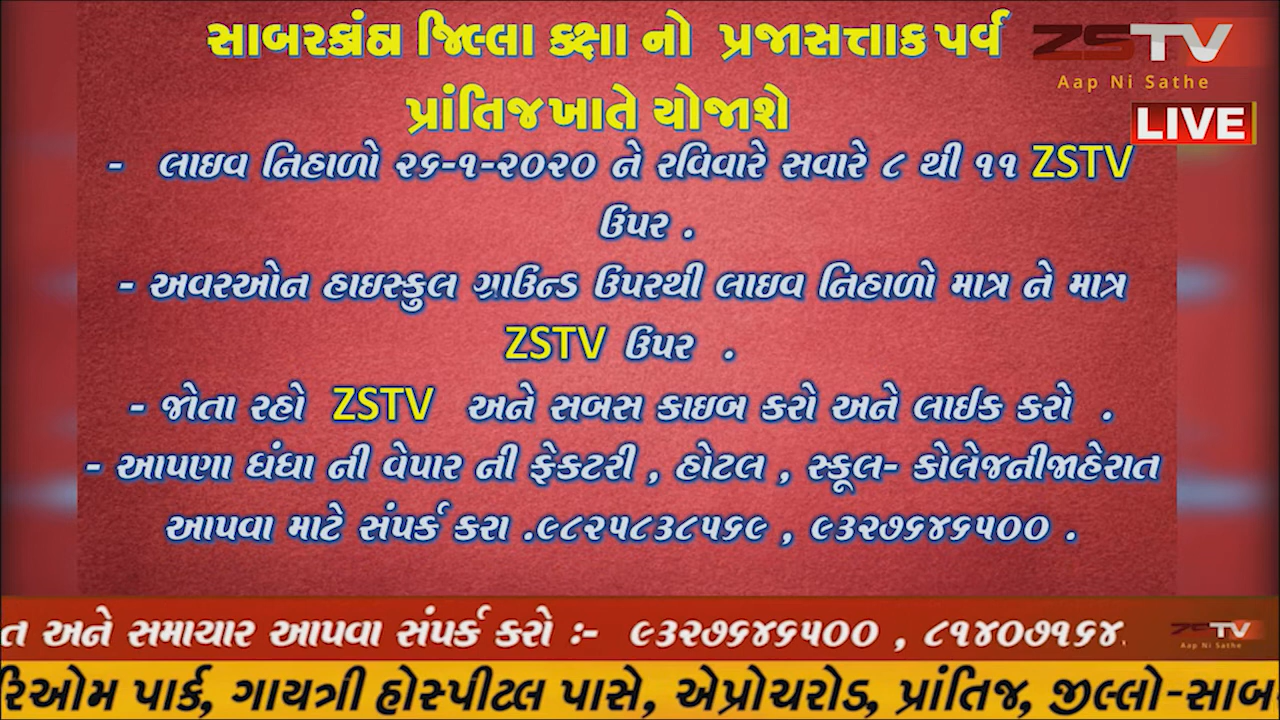 સાબરકાંઠા જિલ્લા કક્ષા નો પ્રજાસત્તાક પર્વ
ZSTV
Aap Ni Sathe
પ્રાંતિજખાતે યોજાશે
LIVE
- લાઇવ નિહાળો ૨૬-૧-૨૦૨૦ ને રવિવારે સવારે ૮ થી ૧૧ ZSTV
ઉપર .
- અવરઓન હાઇસ્કુલ ગ્રાઉન્ડ ઉપરથી લાઇવ નિહાળો માત્ર ને માત્ર
ZSTV ઉપર .
- જોતા રહો ZSTV અને સબસ કાઇબ કરો અને લાઈક કરો .
- આપણા ધંધા ની વેપાર ની ફેકટરી , હોટલ , સ્કૂલ- કોલેજનીજાહેરાત
આપવા માટે સંપર્ક કરા .૯૮૨૫૮૩૮૫૬૯ , ૯૩૨૭૬૪૬૫૦૦ .
ત અને સમાચાર આપવા સંપર્ક કરો :- ૯૩૨૭૬૪૬૫૦૦ , ૮૧૪૦૭૧૬૪
ZSTV
Aap Ni Sathe
રિઓમ પાર્ક, ગાયત્રી હોસ્પીટલ પાસે, એપ્રોચરોડ, પ્રાંતિજ, જીલ્લો-સાબ